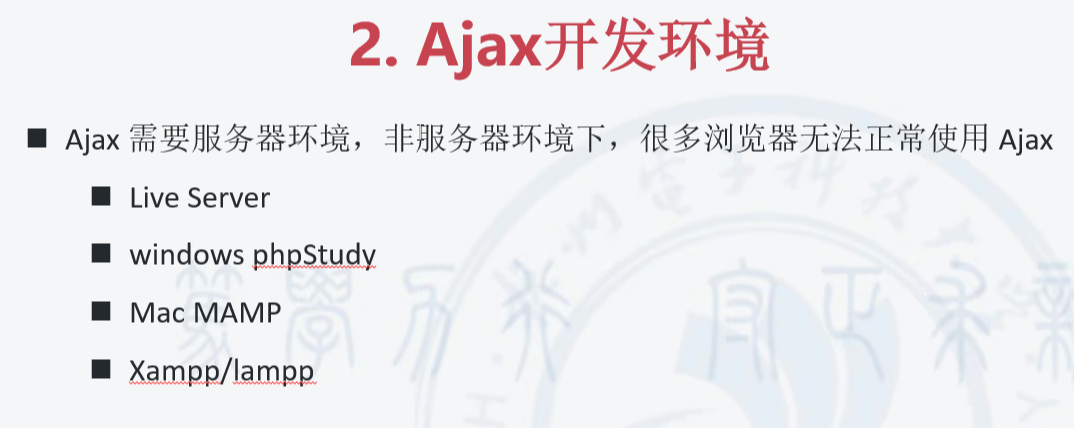 2. Ajax开发环境
Ajax 需要服务器环境，非服务器环境下，很多浏览器无法正常使用 Ajax
Live Server
windows phpStudy
Mac MAMP
Xampp/lampp